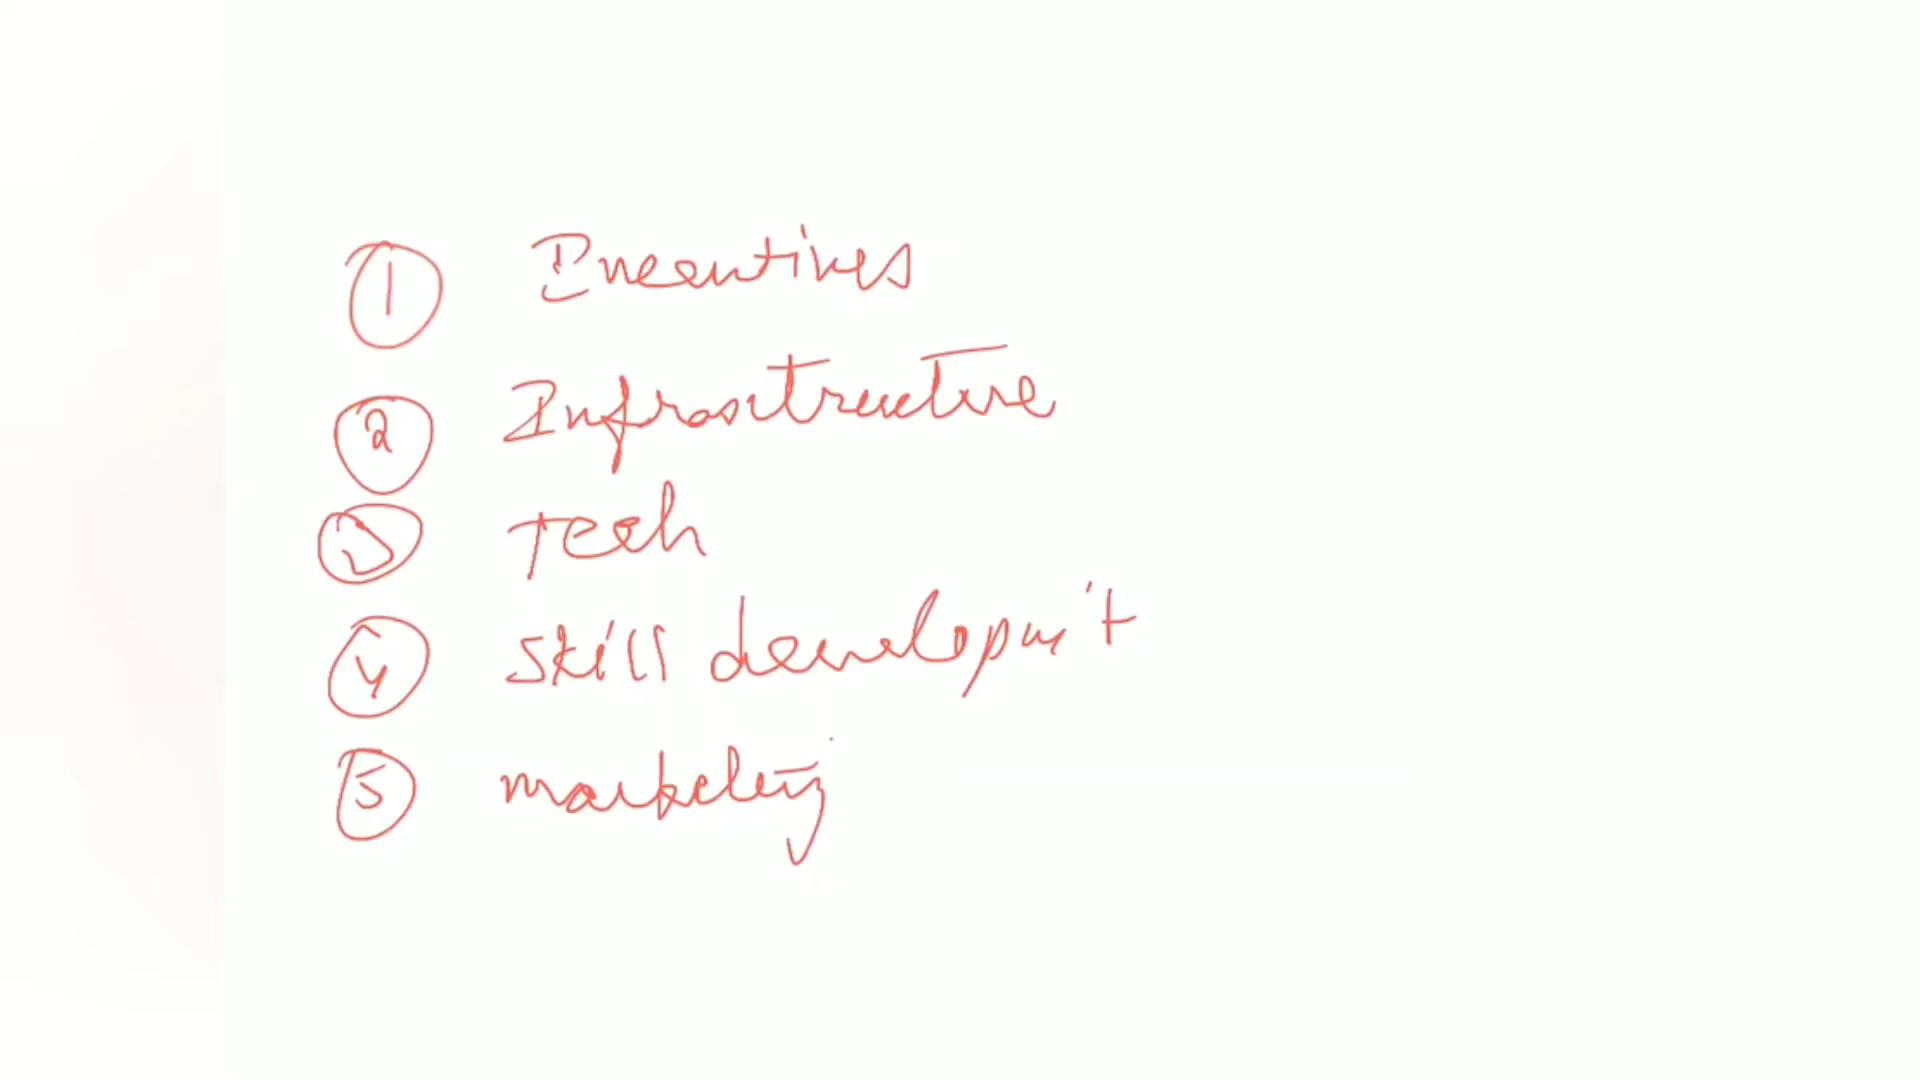 1 Incentives
2 Infrastructure
3 Tech
4 Skill developm't
5 marketing